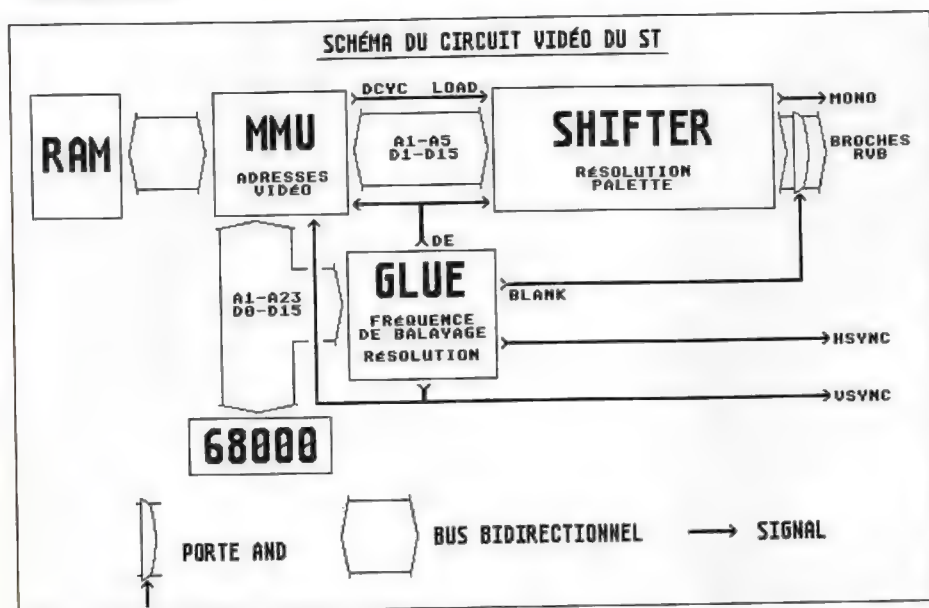 SCHÉMA DU CIRCUIT VIDÉO DU ST
RAM
MMU
ADRESSES
VIDÉO
DCYC LOAD
A1-A5
D1-D15
SHIFTER
RÉSOLUTION
PALETTE
MONO
BROCHES
RVB
DE
A1-A23
D0-D15
GLUE
FRÉQUENCE
DE BALAYAGE
RÉSOLUTION
BLANK
HSYNC
VSYNC
68000
PORTE AND
BUS BIDIRECTIONNEL
SIGNAL